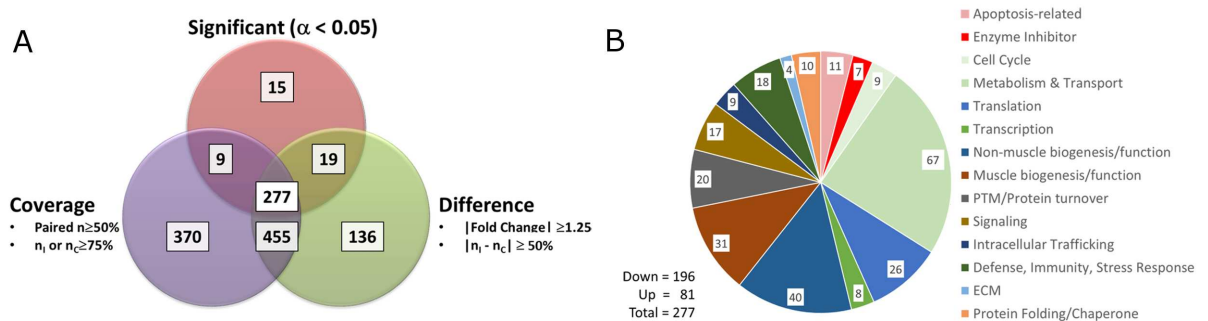 A
Significant (α < 0.05)
15
9
19
277
370
455
136
Coverage
• Paired n≥50%
• nI or nC≥75%
Difference
• |Fold Change| ≥1.25
• |nI - nC| ≥ 50%
B
11
7
9
67
26
8
40
31
20
17
9
18
4
10
Down = 196
Up = 81
Total = 277
Apoptosis-related
Enzyme Inhibitor
Cell Cycle
Metabolism & Transport
Translation
Transcription
Non-muscle biogenesis/function
Muscle biogenesis/function
PTM/Protein turnover
Signaling
Intracellular Trafficking
Defense, Immunity, Stress Response
ECM
Protein Folding/Chaperone